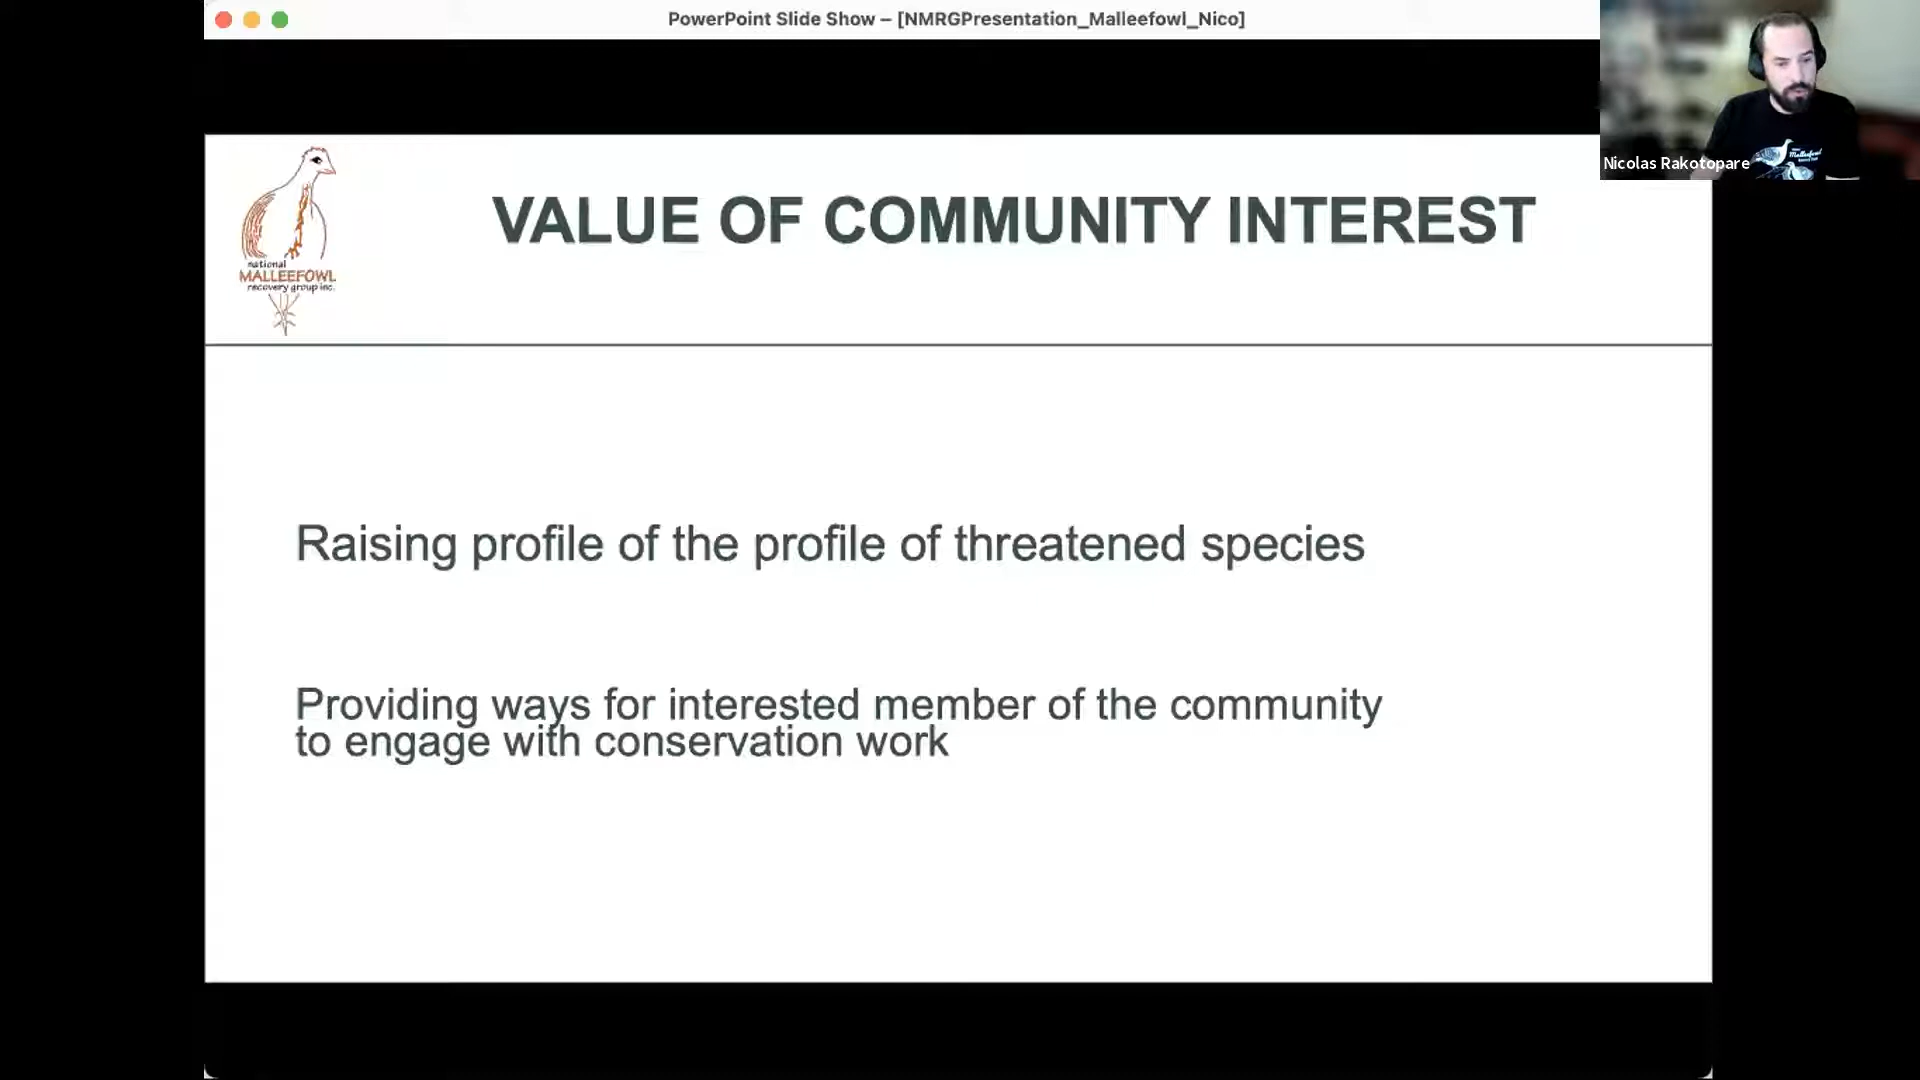 PowerPoint Slide Show – [NMRGPresentation_Malleefowl_Nico]
Nicolas Rakotopare
Malleefowl
national
MALLEEFOWL
recovery group inc.
VALUE OF COMMUNITY INTEREST
Raising profile of the profile of threatened species
Providing ways for interested member of the community
to engage with conservation work